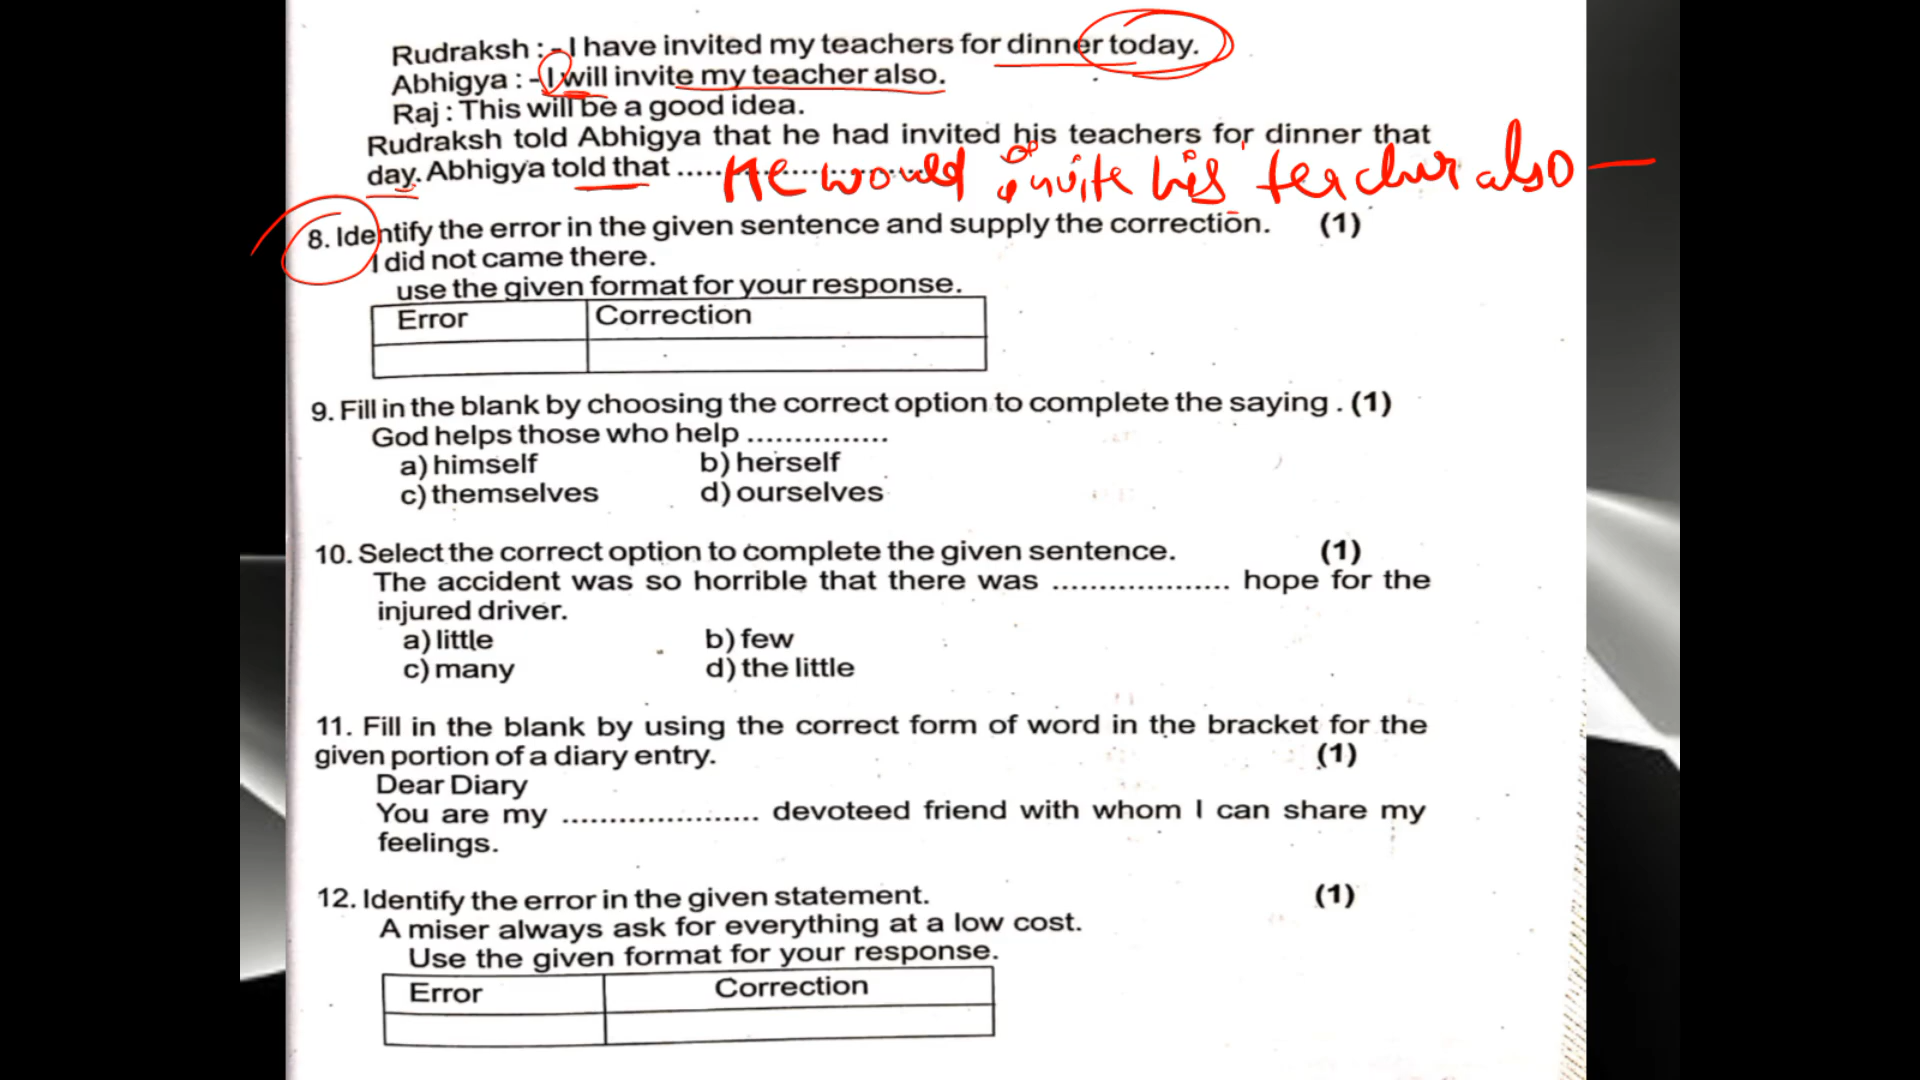 Rudraksh : - I have invited my teachers for dinner today.
Abhigya : - I will invite my teacher also.
Raj : This will be a good idea.
Rudraksh told Abhigya that he had invited his teachers for dinner that
day. Abhigya told that ..................... He would invite his teacher also
8. Identify the error in the given sentence and supply the correction. (1)
I did not came there.
use the given format for your response.
Error Correction
9. Fill in the blank by choosing the correct option to complete the saying . (1)
God helps those who help ...............
a) himself b) herself
c) themselves d) ourselves
10. Select the correct option to complete the given sentence. (1)
The accident was so horrible that there was ................... hope for the
injured driver.
a) little b) few
c) many d) the little
11. Fill in the blank by using the correct form of word in the bracket for the
given portion of a diary entry. (1)
Dear Diary
You are my ..................... devoteed friend with whom I can share my
feelings.
12. Identify the error in the given statement. (1)
A miser always ask for everything at a low cost.
Use the given format for your response.
Error Correction